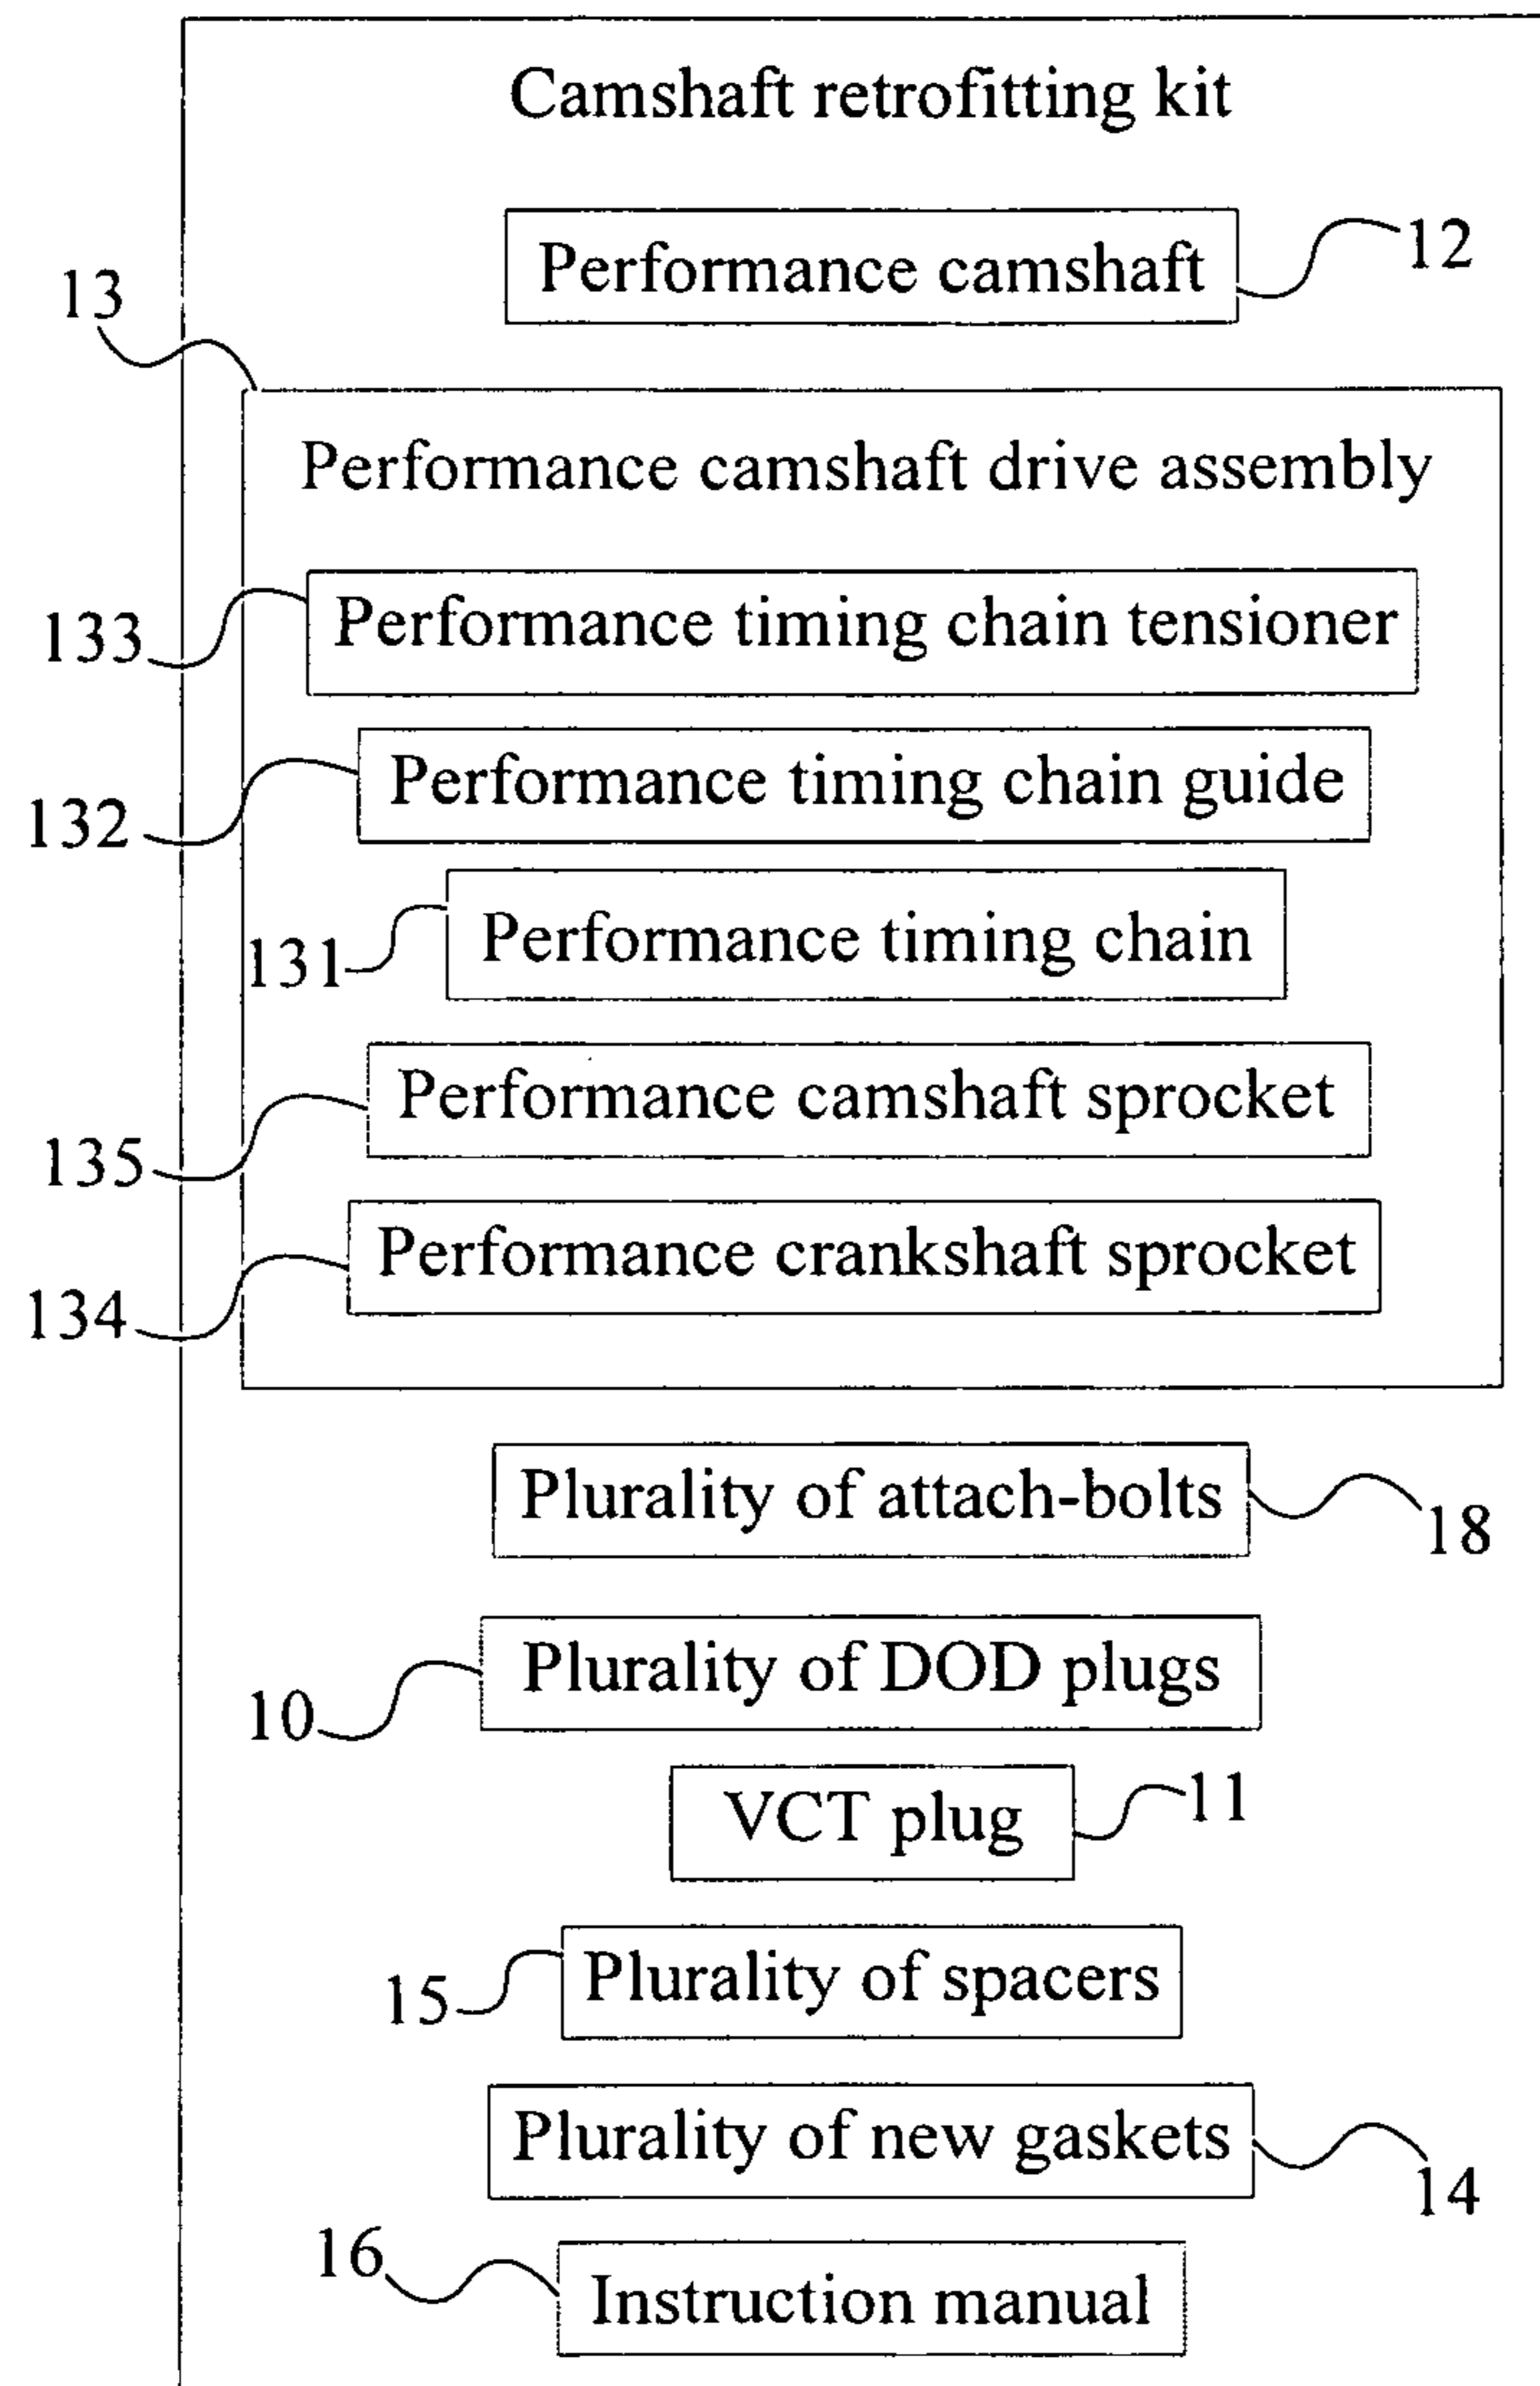 Camshaft retrofitting kit
Performance camshaft
12
13
Performance camshaft drive assembly
133
Performance timing chain tensioner
132
Performance timing chain guide
131
Performance timing chain
135
Performance camshaft sprocket
134
Performance crankshaft sprocket
Plurality of attach-bolts
18
10
Plurality of DOD plugs
VCT plug
11
15
Plurality of spacers
Plurality of new gaskets
14
16
Instruction manual